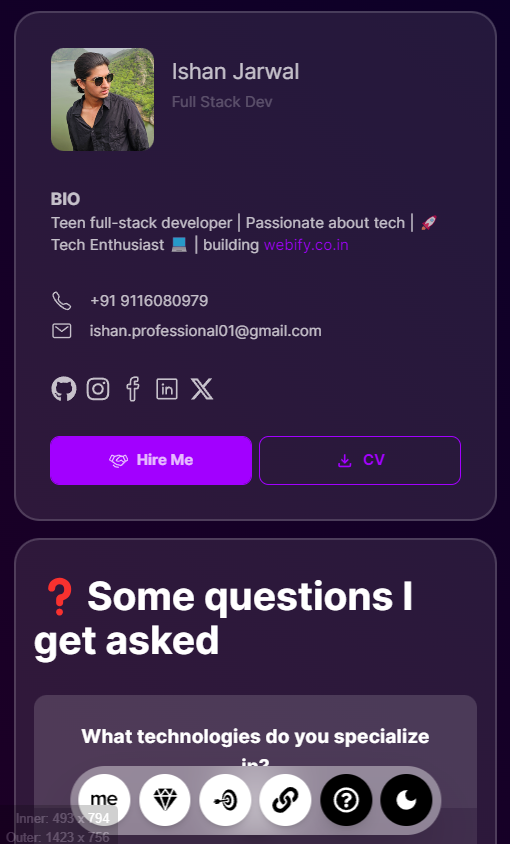 Ishan Jarwal
Full Stack Dev
BIO
Teen full-stack developer | Passionate about tech | 🚀
Tech Enthusiast 💻 | building webify.co.in
+91 9116080979
ishan.professional01@gmail.com
Hire Me
CV
❓ Some questions I
get asked
What technologies do you specialize
in?
me
Inner: 493 x 794
Outer: 1423 x 756